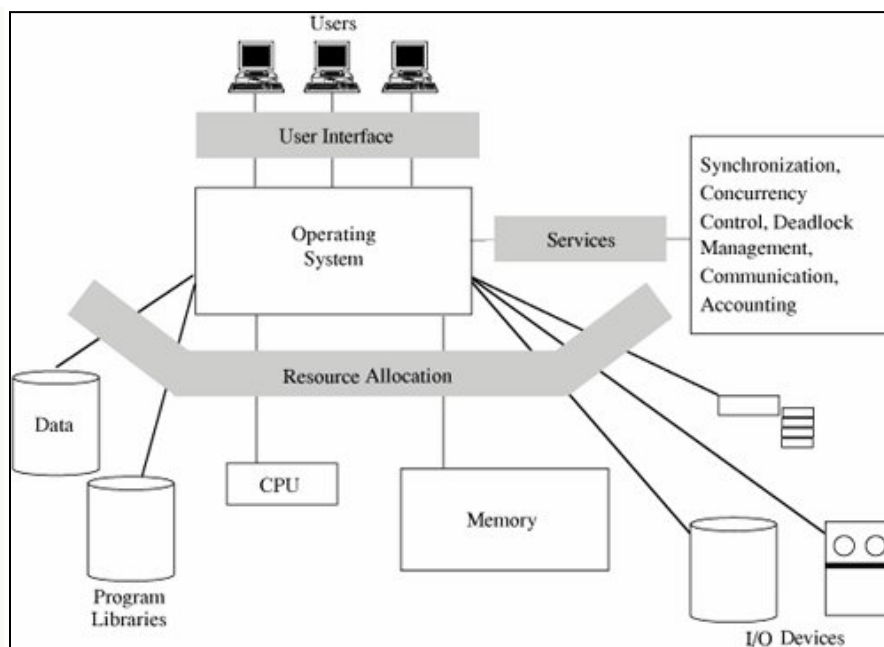 Users
User Interface
Operating
System
Services
Synchronization,
Concurrency
Control, Deadlock
Management,
Communication,
Accounting
Resource Allocation
Data
CPU
Memory
Program
Libraries
I/O Devices